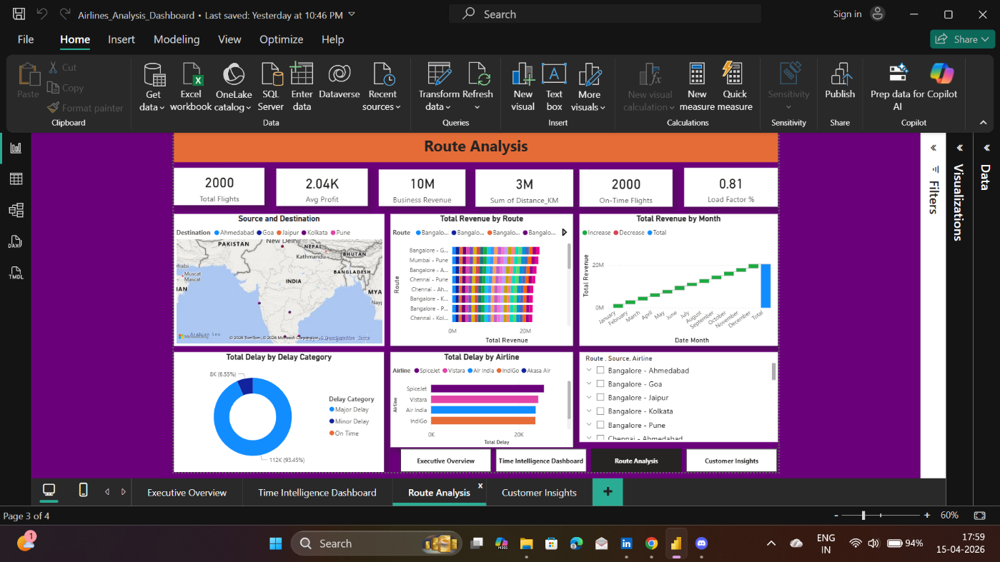 Airlines_Analysis_Dashboard • Last saved: Yesterday at 10:46 PM
Search
Sign in
File
Home
Insert
Modeling
View
Optimize
Help
Share
Paste
Cut
Copy
Format painter
Clipboard
Get data
Excel workbook
OneLake catalog
SQL Server
Enter data
Dataverse
Recent sources
Data
Transform data
Refresh
Queries
New visual
Text box
More visuals
Insert
New visual calculation
New measure
Quick measure
Calculations
Sensitivity
Sensitivity
Publish
Share
Prep data for AI
Copilot
Copilot
Route Analysis
2000
Total Flights
2.04K
Avg Profit
10M
Business Revenue
3M
Sum of Distance_KM
2000
On-Time Flights
0.81
Load Factor %
Source and Destination
Destination Ahmedabad Goa Jaipur Kolkata Pune
PAKISTAN
New Delhi
NEPAL
Kathmandu
BHUTAN
BANGLADESH
Muscat
Muscat
INDIA
MYA
Nayp
Arabian Sea
© 2026 TomTom, © 2026 Microsoft Corporation, © OpenStreetMap Terms
Total Revenue by Route
Route Bangalo... Bangalo... Bangalo... Bangalo...
Route
Bangalore - G...
Mumbai - Pune
Bangalore - A...
Chennai - Pune
Chennai - Ah...
Bangalore - K...
Bangalore - P...
Chennai - Kol...
0M
20M
Total Revenue
Total Revenue by Month
Increase Decrease Total
Total Revenue
20M
0M
January
February
March
April
May
June
July
August
September
October
November
December
Total
Date Month
Total Delay by Delay Category
8K (6.55%)
112K (93.45%)
Delay Category
Major Delay
Minor Delay
On Time
Total Delay by Airline
Airline SpiceJet Vistara Air India IndiGo Akasa Air
Airline
SpiceJet
Vistara
Air India
IndiGo
0K
20K
Total Delay
Route , Source, Airline
Bangalore - Ahmedabad
Bangalore - Goa
Bangalore - Jaipur
Bangalore - Kolkata
Bangalore - Pune
Chennai - Ahmedabad
Executive Overview
Time Intelligence Dashboard
Route Analysis
Customer Insights
Filters
Visualizations
Data
Executive Overview
Time Intelligence Dashboard
Route Analysis
x
Customer Insights
+
Page 3 of 4
- + 60%
1
Search
M365
ENG
IN
94%
17:59
15-04-2026